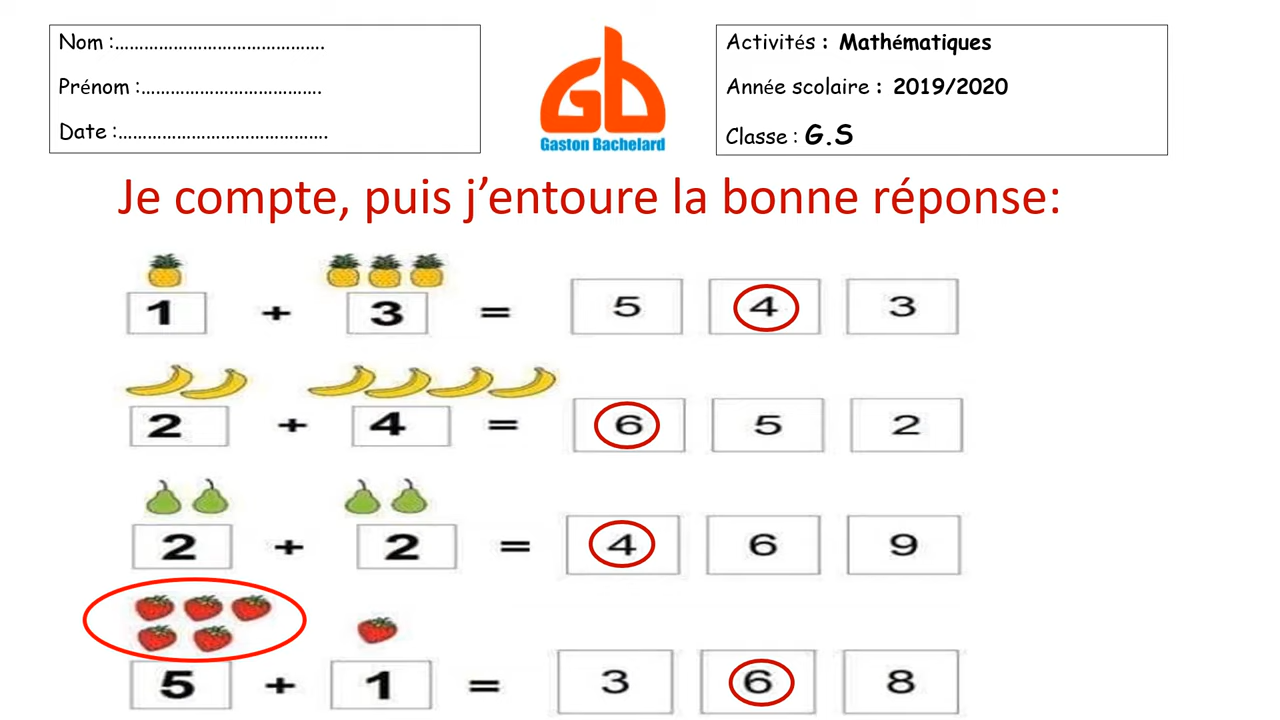 Nom :.............................................
Prénom :.......................................
Date :.............................................
Gaston Bachelard
Activités : Mathématiques
Année scolaire : 2019/2020
Classe : G.S
Je compte, puis j’entoure la bonne réponse:
1 + 3 = 5 4 3
2 + 4 = 6 5 2
2 + 2 = 4 6 9
5 + 1 = 3 6 8